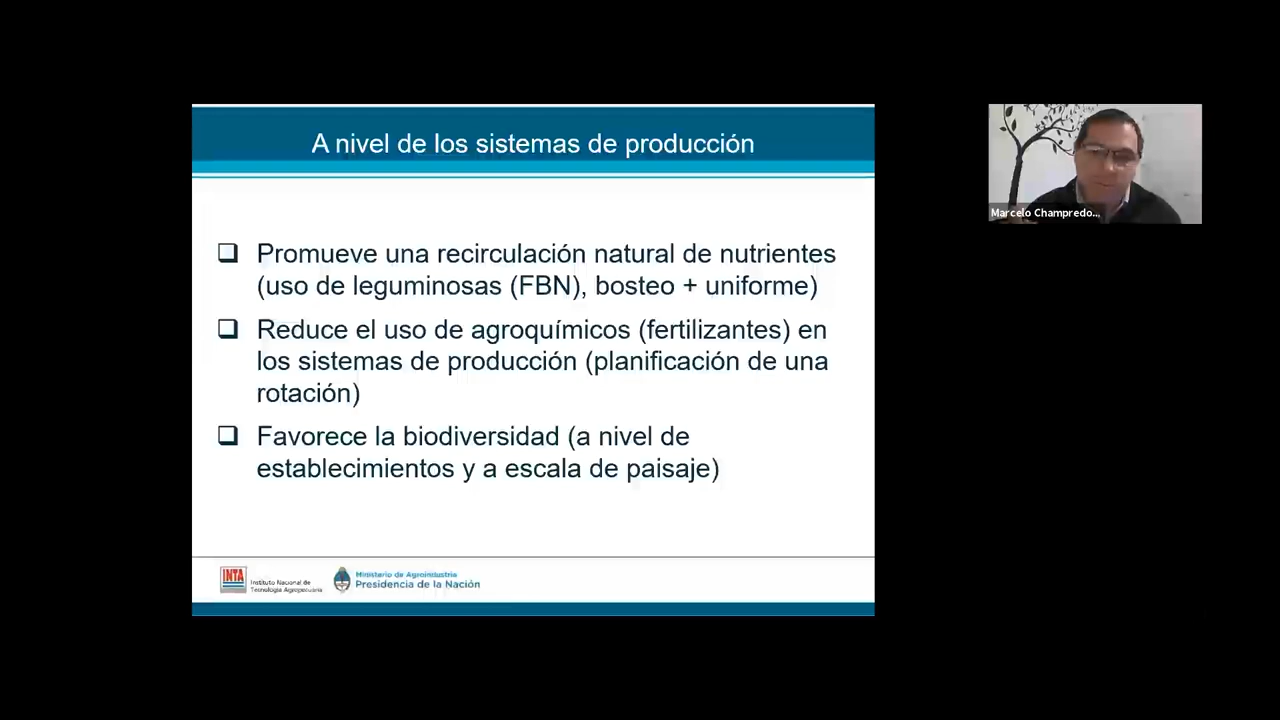 A nivel de los sistemas de producción
Promueve una recirculación natural de nutrientes
(uso de leguminosas (FBN), bosteo + uniforme)
Reduce el uso de agroquímicos (fertilizantes) en
los sistemas de producción (planificación de una
rotación)
Favorece la biodiversidad (a nivel de
establecimientos y a escala de paisaje)
INTA
Instituto Nacional de
Tecnología Agropecuaria
Ministerio de Agroindustria
Presidencia de la Nación
Marcelo Champredo...